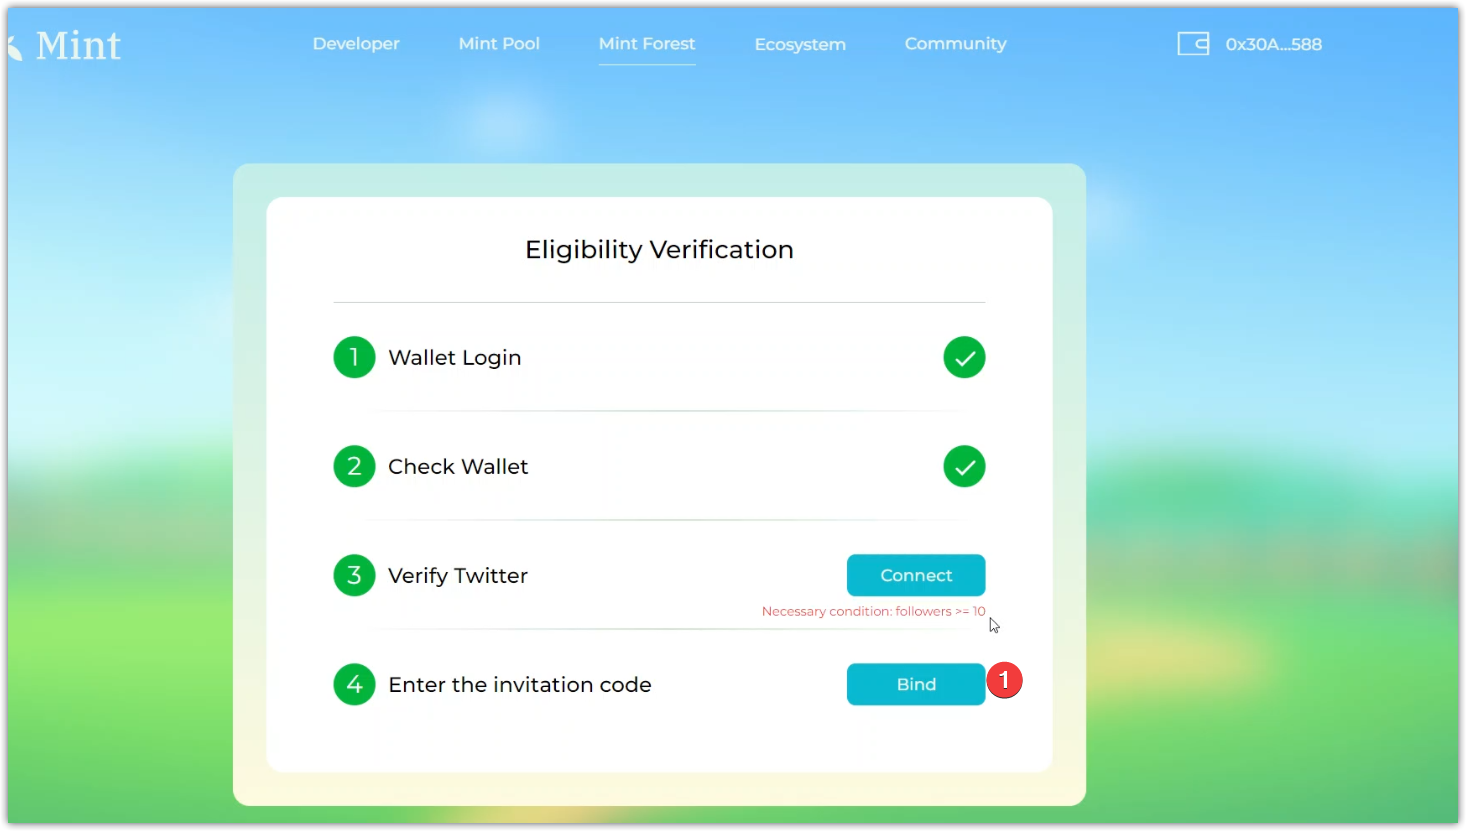 Mint
Developer
Mint Pool
Mint Forest
Ecosystem
Community
0x30A...588
Eligibility Verification
1 Wallet Login
2 Check Wallet
3 Verify Twitter Connect
Necessary condition: followers >= 10
4 Enter the invitation code Bind 1